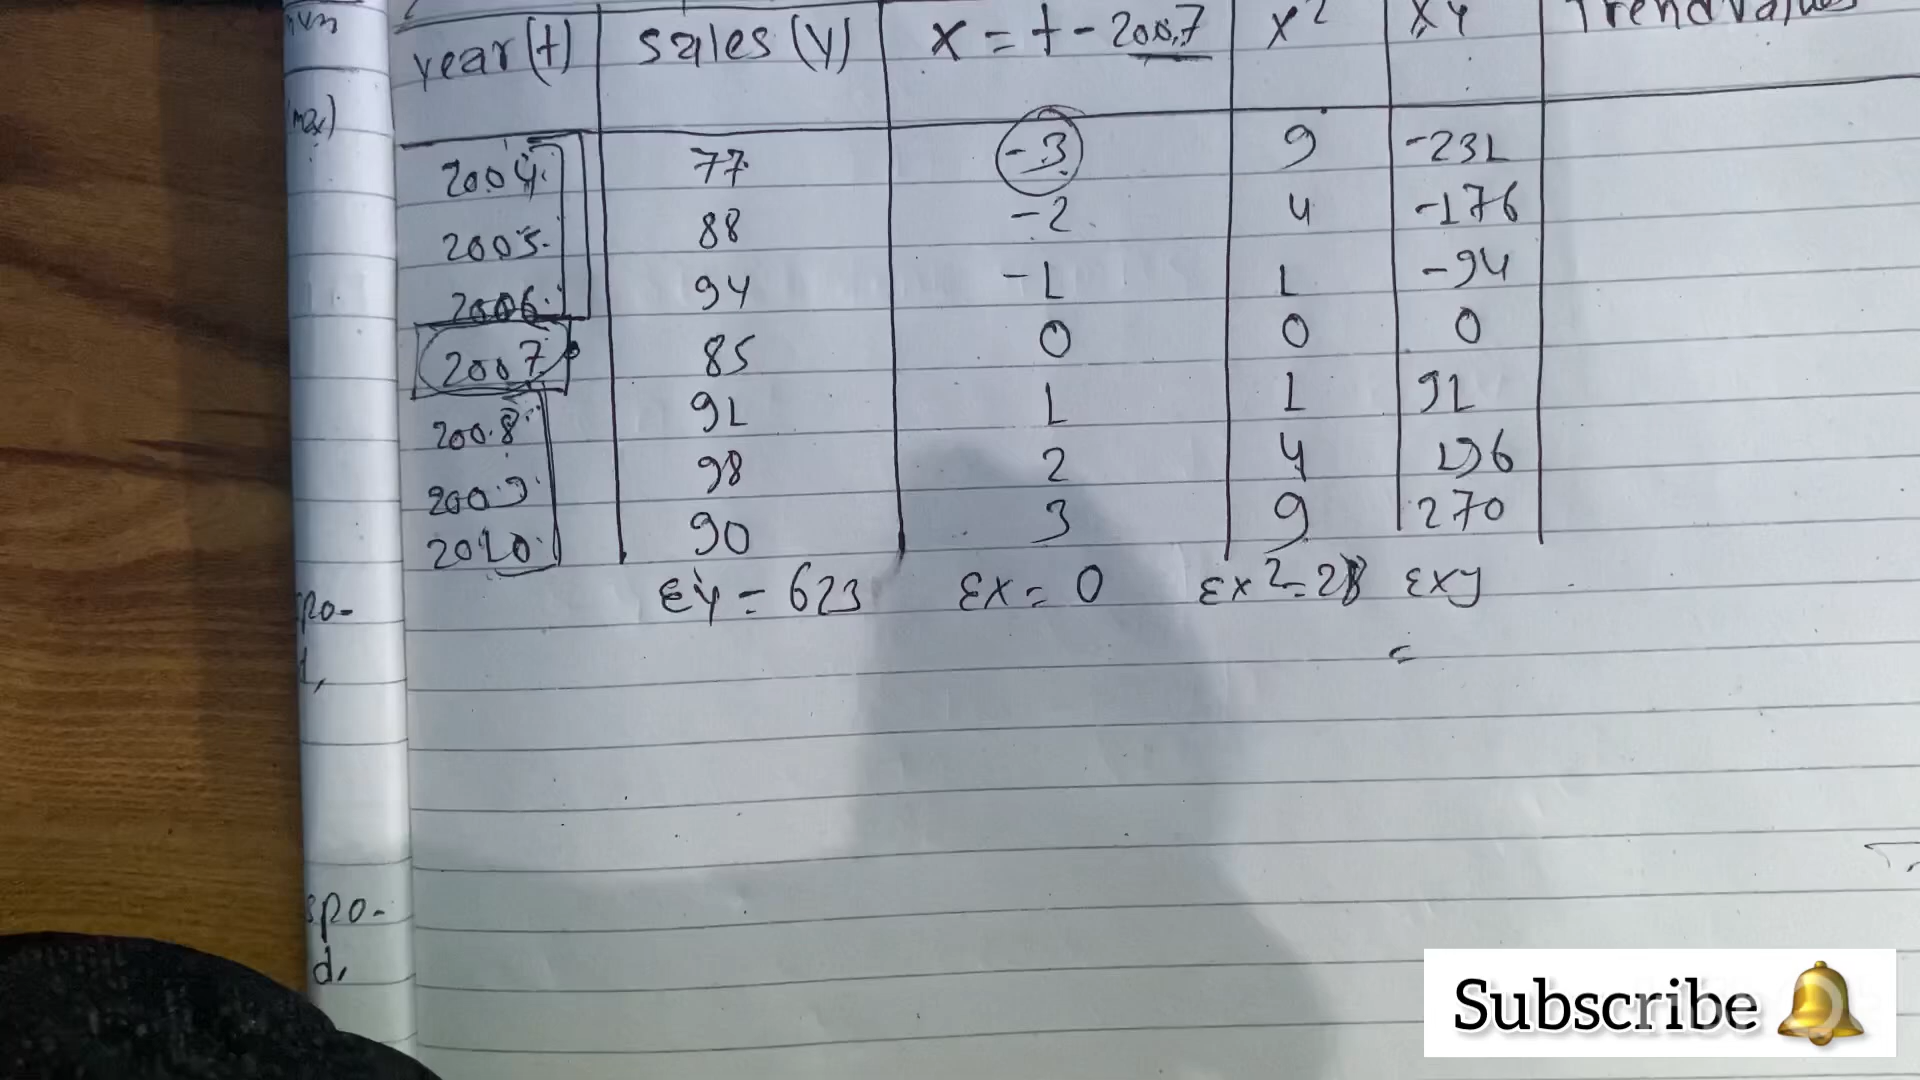 year(t) sales(y) x = t - 2007 x² xy Trend values
2004 77 -3 9 -231
2005 88 -2 4 -176
2006 94 -1 1 -94
2007 85 0 0 0
2008 91 1 1 91
2009 98 2 4 196
2010 90 3 9 270
Σy = 623 Σx = 0 Σx² = 28 Σxy
=
po-
d,
spo-
d,
Subscribe